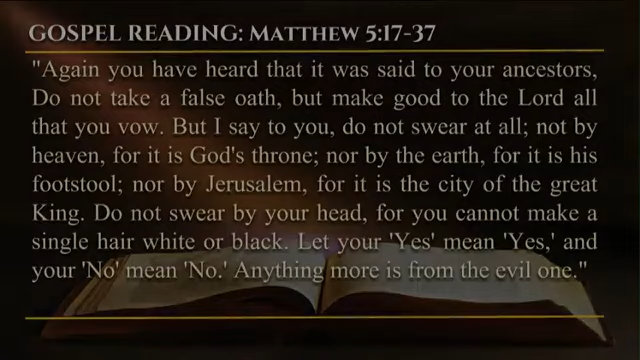 GOSPEL READING: MATTHEW 5:17-37
"Again you have heard that it was said to your ancestors,
Do not take a false oath, but make good to the Lord all
that you vow. But I say to you, do not swear at all; not by
heaven, for it is God's throne; nor by the earth, for it is his
footstool; nor by Jerusalem, for it is the city of the great
King. Do not swear by your head, for you cannot make a
single hair white or black. Let your 'Yes' mean 'Yes,' and
your 'No' mean 'No.' Anything more is from the evil one."